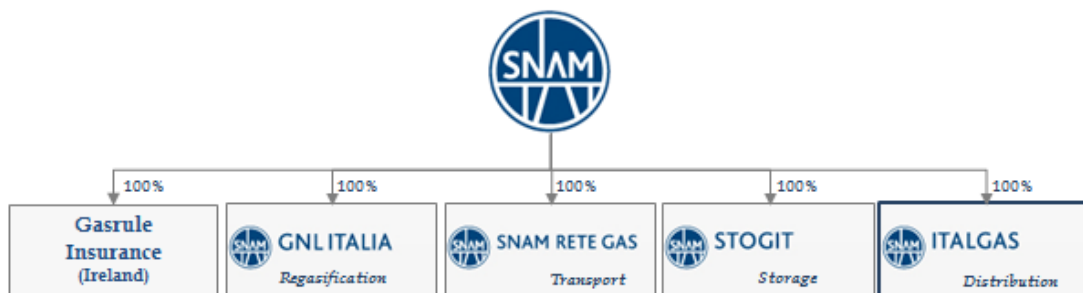 SNAM
100%
100%
100%
100%
100%
Gasrule
Insurance
(Ireland)
SNAM GNL ITALIA
Regasification
SNAM SNAM RETE GAS
Transport
SNAM STOGIT
Storage
SNAM ITALGAS
Distribution